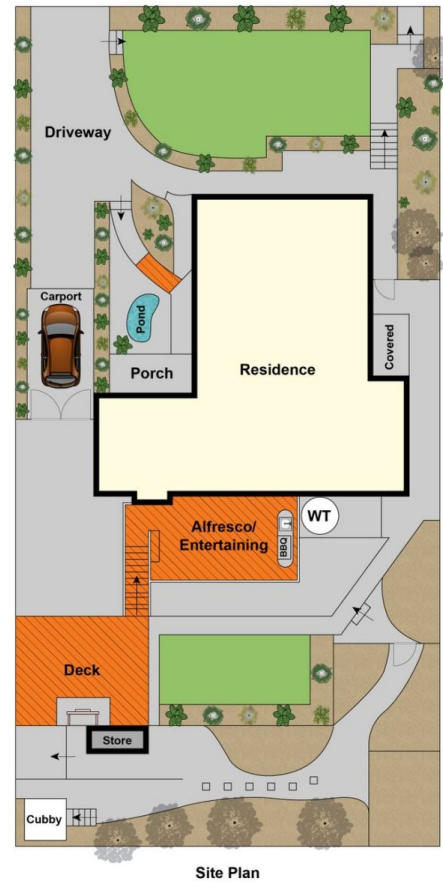 Driveway
Carport
Pond
Covered
Porch
Residence
Alfresco/
Entertaining
WT
BBQ
Deck
Store
Cubby
Site Plan